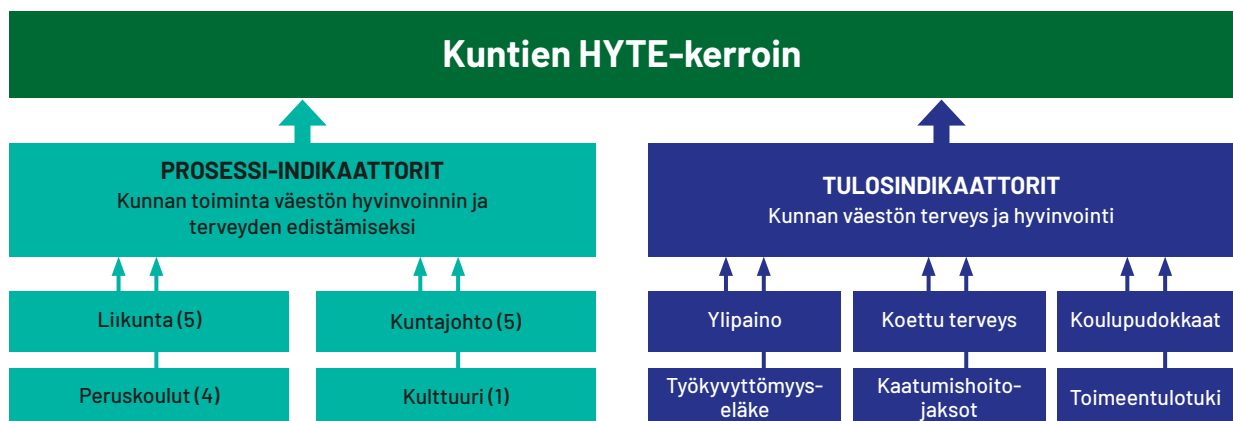 Kuntien HYTE-kerroin
PROSESSI-INDIKAATTORIT
Kunnan toiminta väestön hyvinvoinnin ja
terveyden edistämiseksi
TULOSINDIKAATTORIT
Kunnan väestön terveys ja hyvinvointi
Liikunta (5)
Kuntajohto (5)
Ylipaino
Koettu terveys
Koulupudokkaat
Peruskoulut (4)
Kulttuuri (1)
Työkyvyttömyys-
eläke
Kaatumishoito-
jaksot
Toimeentulotuki